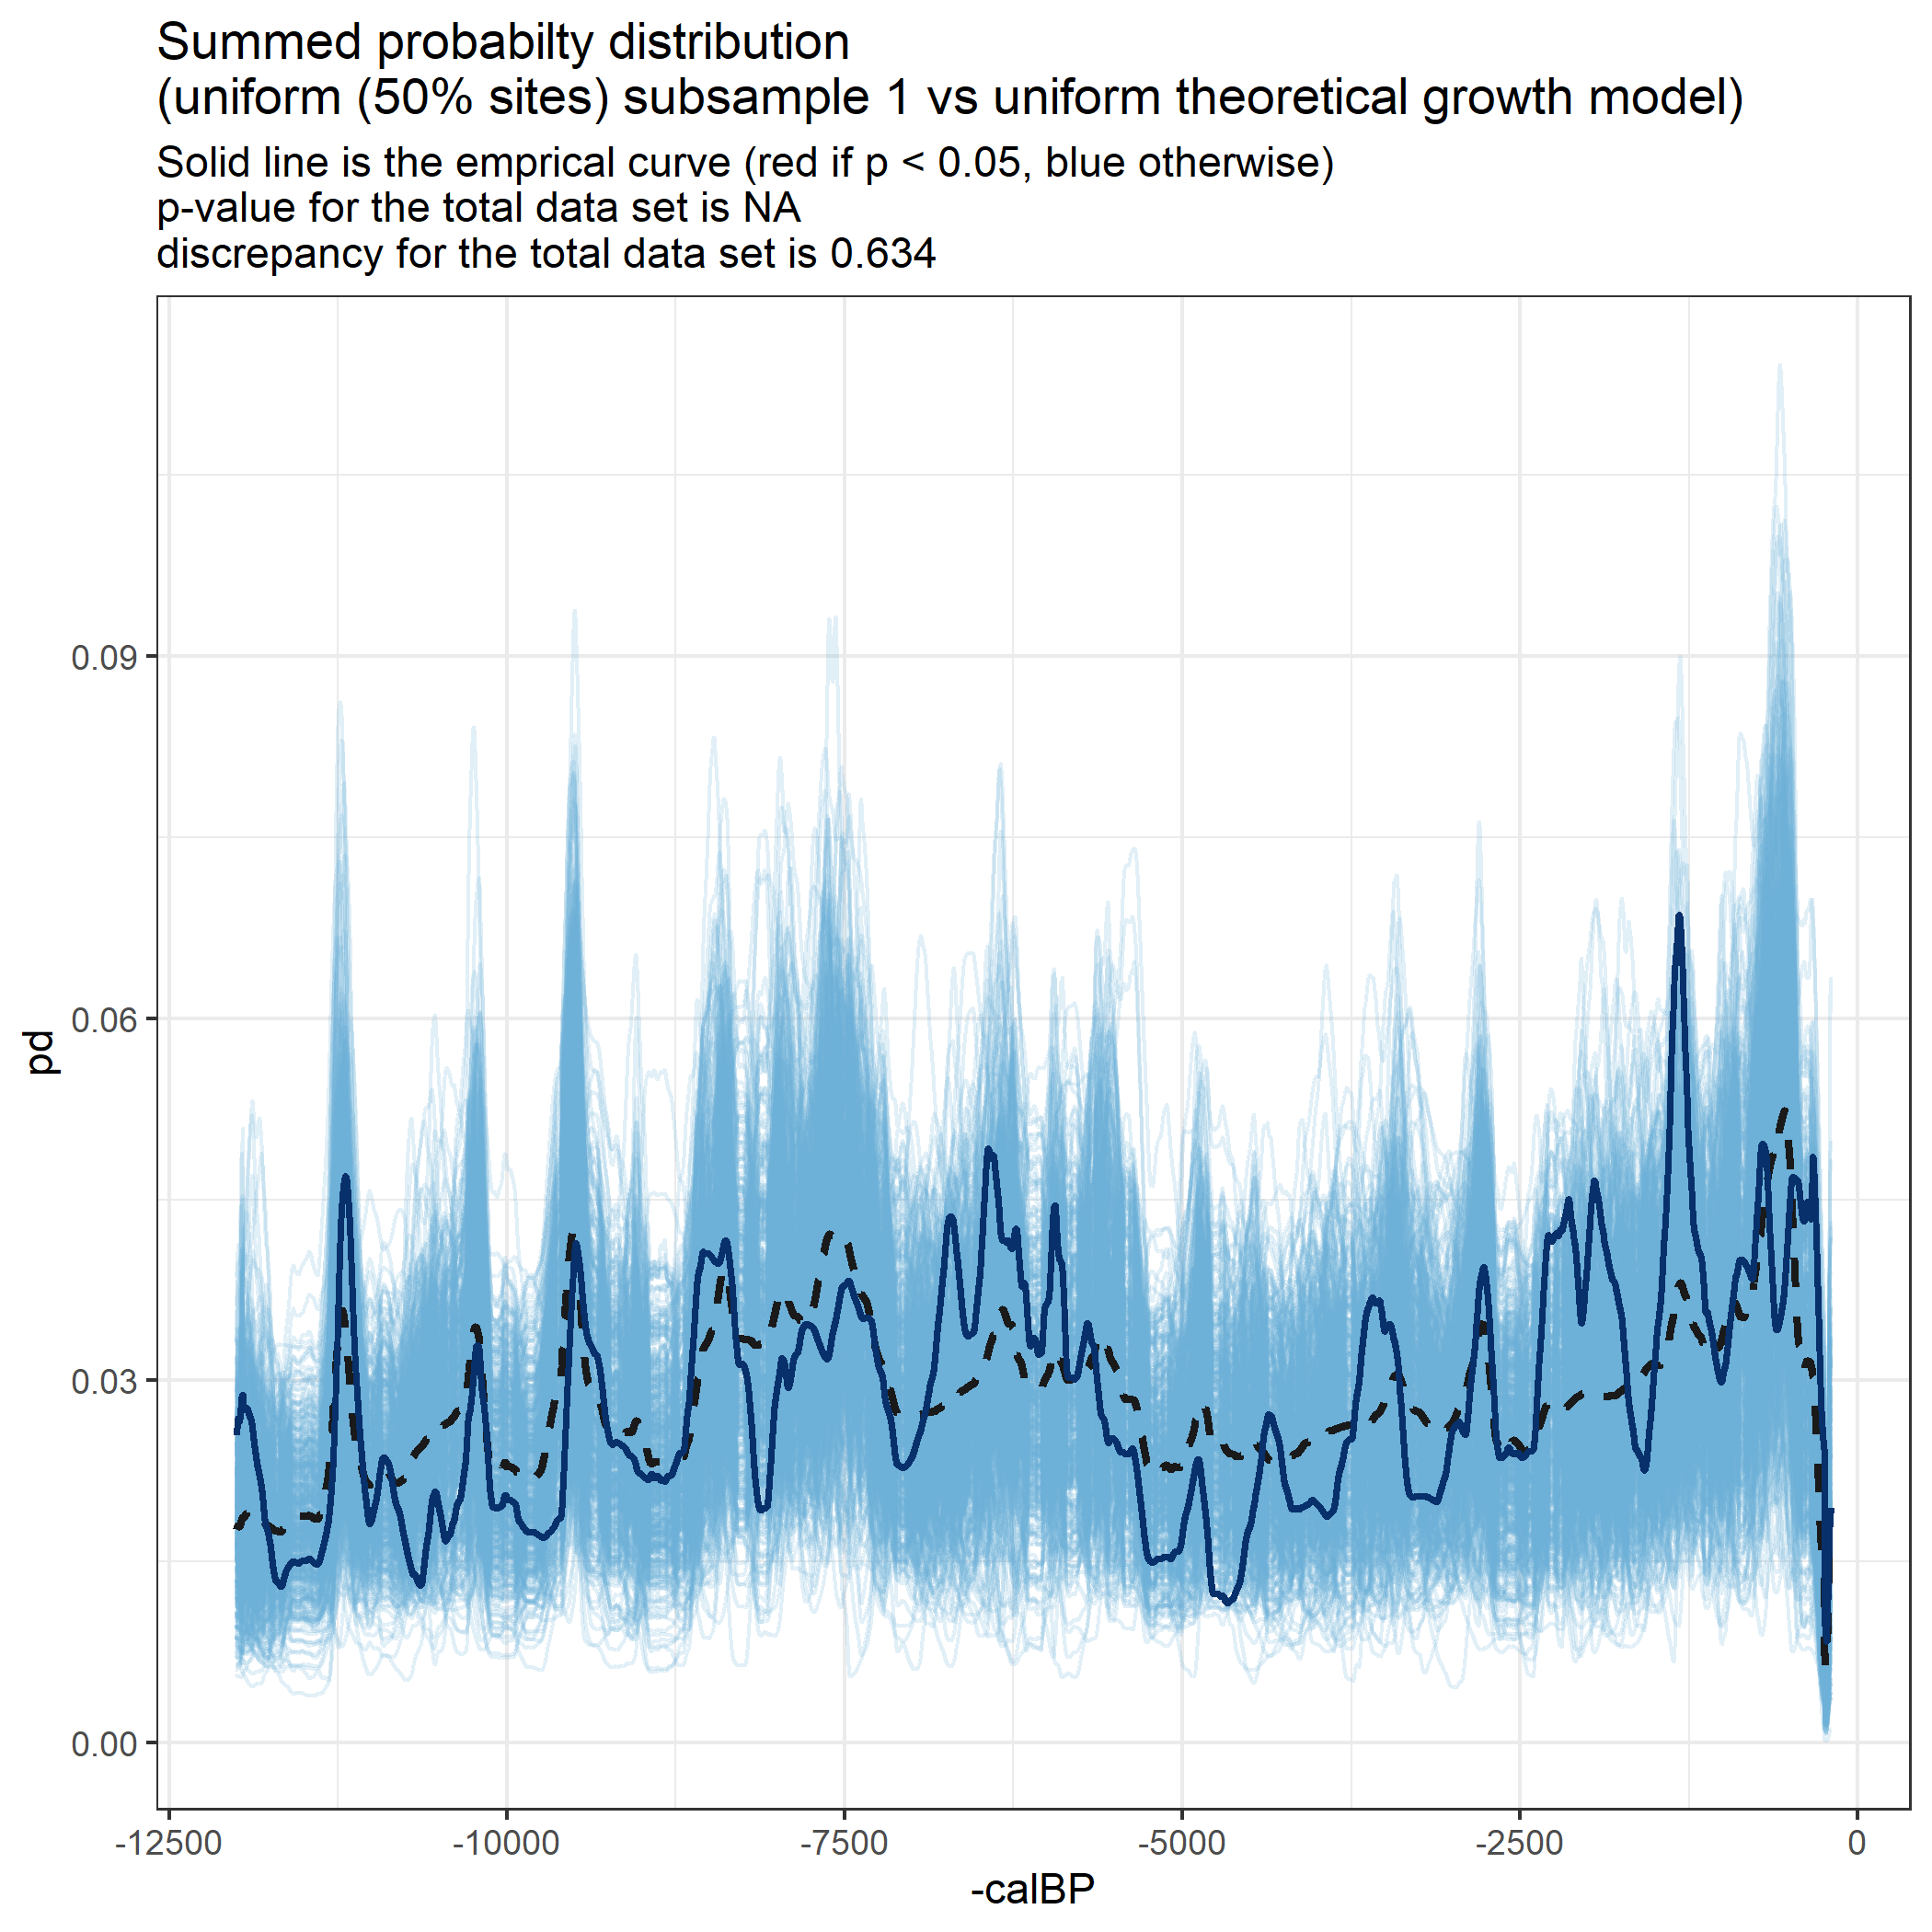 Summed probabilty distribution
(uniform (50% sites) subsample 1 vs uniform theoretical growth model)
Solid line is the emprical curve (red if p < 0.05, blue otherwise)
p-value for the total data set is NA
discrepancy for the total data set is 0.634
0.09
0.06
0.03
0.00
pd
-12500 -10000 -7500 -5000 -2500 0
-calBP